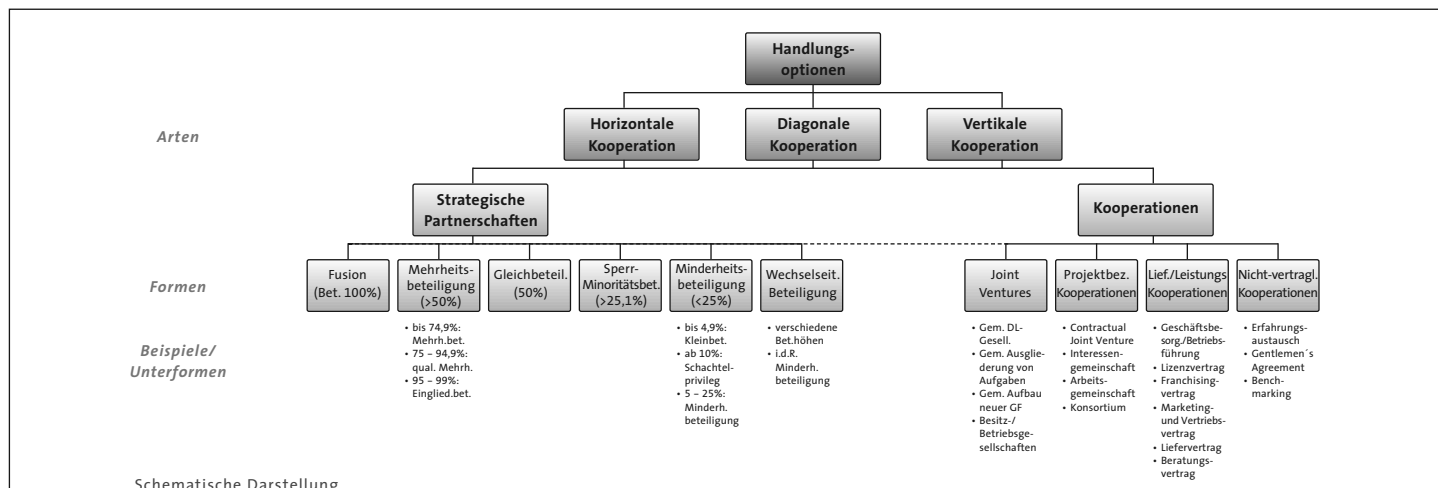 Handlungs-
optionen
Arten
Horizontale
Kooperation
Diagonale
Kooperation
Vertikale
Kooperation
Strategische
Partnerschaften
Kooperationen
Formen
Fusion
(Bet. 100%)
Mehrheits-
beteiligung
(>50%)
Gleichbeteil.
(50%)
Sperr-
Minoritätsbet.
(>25,1%)
Minderheits-
beteiligung
(<25%)
Wechselseit.
Beteiligung
Joint
Ventures
Projektbez.
Kooperationen
Lief./Leistungs
Kooperationen
Nicht-vertragl.
Kooperationen
Beispiele/
Unterformen
• bis 74,9%:
Mehrh.bet.
• 75 – 94,9%:
qual. Mehrh.
• 95 – 99%:
Einglied.bet.
• bis 4,9%:
Kleinbet.
• ab 10%:
Schachtel-
privileg
• 5 – 25%:
Minderh.
beteiligung
• verschiedene
Bet.höhen
• i.d.R.
Minderh.
beteiligung
• Gem. DL-
Gesell.
• Gem. Ausglie-
derung von
Aufgaben
• Gem. Aufbau
neuer GF
• Besitz-/
Betriebsge-
sellschaften
• Contractual
Joint Venture
• Interessen-
gemeinschaft
• Arbeits-
gemeinschaft
• Konsortium
• Geschäftsbe-
sorg./Betriebs-
führung
• Lizenzvertrag
• Franchising-
vertrag
• Marketing-
und Vertriebs-
vertrag
• Liefervertrag
• Beratungs-
vertrag
• Erfahrungs-
austausch
• Gentlemen´s
Agreement
• Bench-
marking
Schematische Darstellung